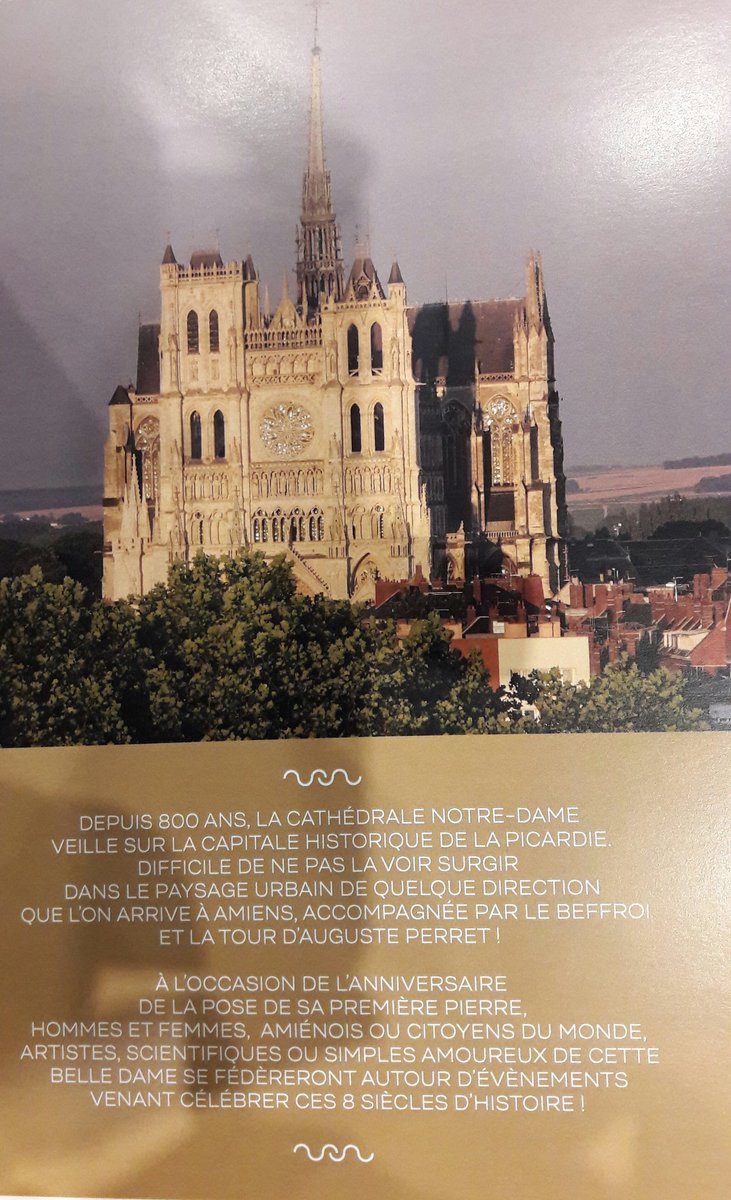 DEPUIS 800 ANS, LA CATHÉDRALE NOTRE-DAME
VEILLE SUR LA CAPITALE HISTORIQUE DE LA PICARDIE.
DIFFICILE DE NE PAS LA VOIR SURGIR
DANS LE PAYSAGE URBAIN DE QUELQUE DIRECTION
QUE L'ON ARRIVE À AMIENS, ACCOMPAGNÉE PAR LE BEFFROI
ET LA TOUR D'AUGUSTE PERRET !
À L'OCCASION DE L'ANNIVERSAIRE
DE LA POSE DE SA PREMIÈRE PIERRE,
HOMMES ET FEMMES, AMIÉNOIS OU CITOYENS DU MONDE,
ARTISTES, SCIENTIFIQUES OU SIMPLES AMOUREUX DE CETTE
BELLE DAME SE FÉDÈRERONT AUTOUR D'ÉVÈNEMENTS
VENANT CÉLÉBRER CES 8 SIÈCLES D'HISTOIRE !